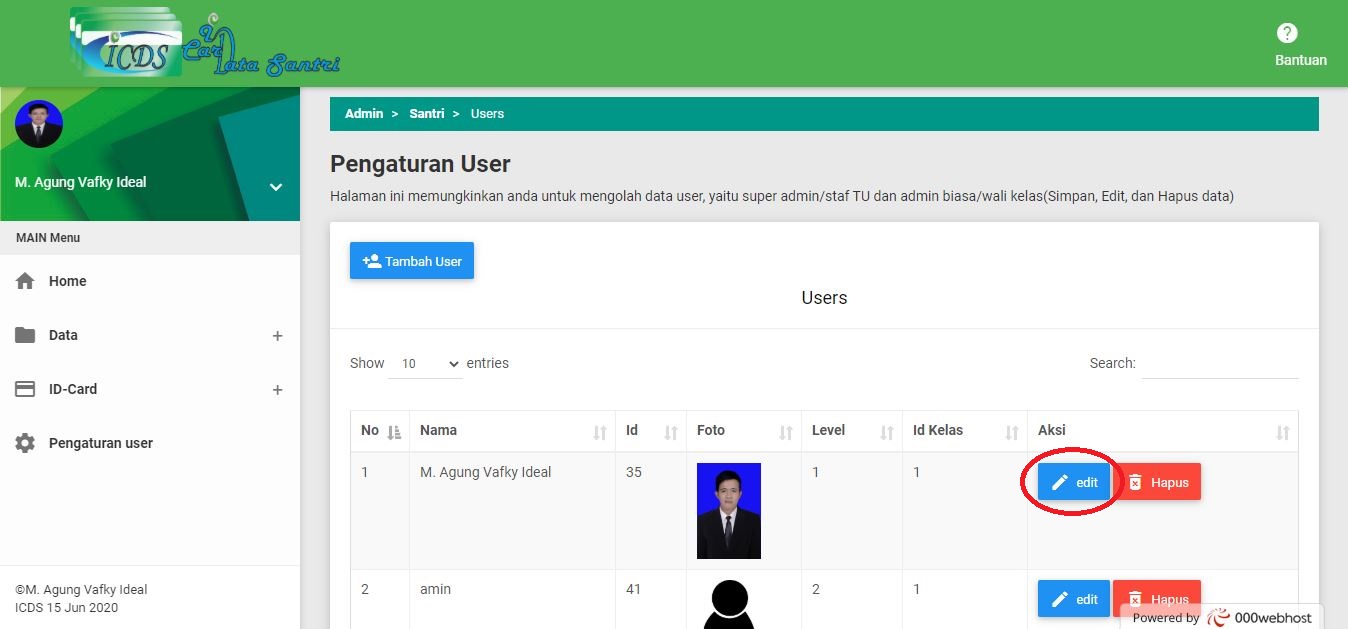 ICDS
Card Data Santri
Bantuan
M. Agung Vafky Ideal
MAIN Menu
Home
Data +
ID-Card +
Pengaturan user
©M. Agung Vafky Ideal
ICDS 15 Jun 2020
Admin > Santri > Users
Pengaturan User
Halaman ini memungkinkan anda untuk mengolah data user, yaitu super admin/staf TU dan admin biasa/wali kelas(Simpan, Edit, dan Hapus data)
Tambah User
Users
Show 10 entries
Search:
No Nama Id Foto Level Id Kelas Aksi
1 M. Agung Vafky Ideal 35 1 1 edit Hapus
2 amin 41 2 1 edit Hapus
Powered by 000webhost